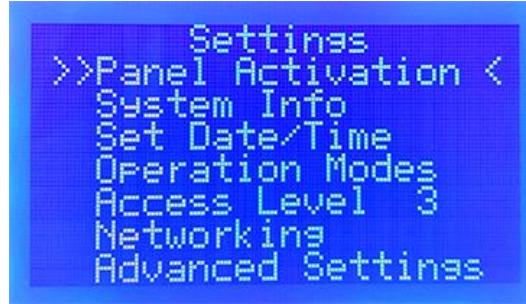 Settings
>>Panel Activation <
System Info
Set Date/Time
Operation Modes
Access Level 3
Networking
Advanced Settings